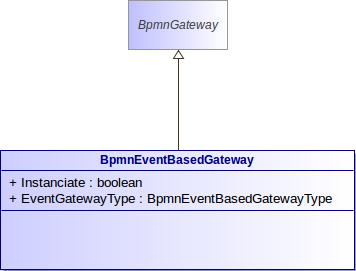 BpmnGateway
BpmnEventBasedGateway
+ Instanciate : boolean
+ EventGatewayType : BpmnEventBasedGatewayType